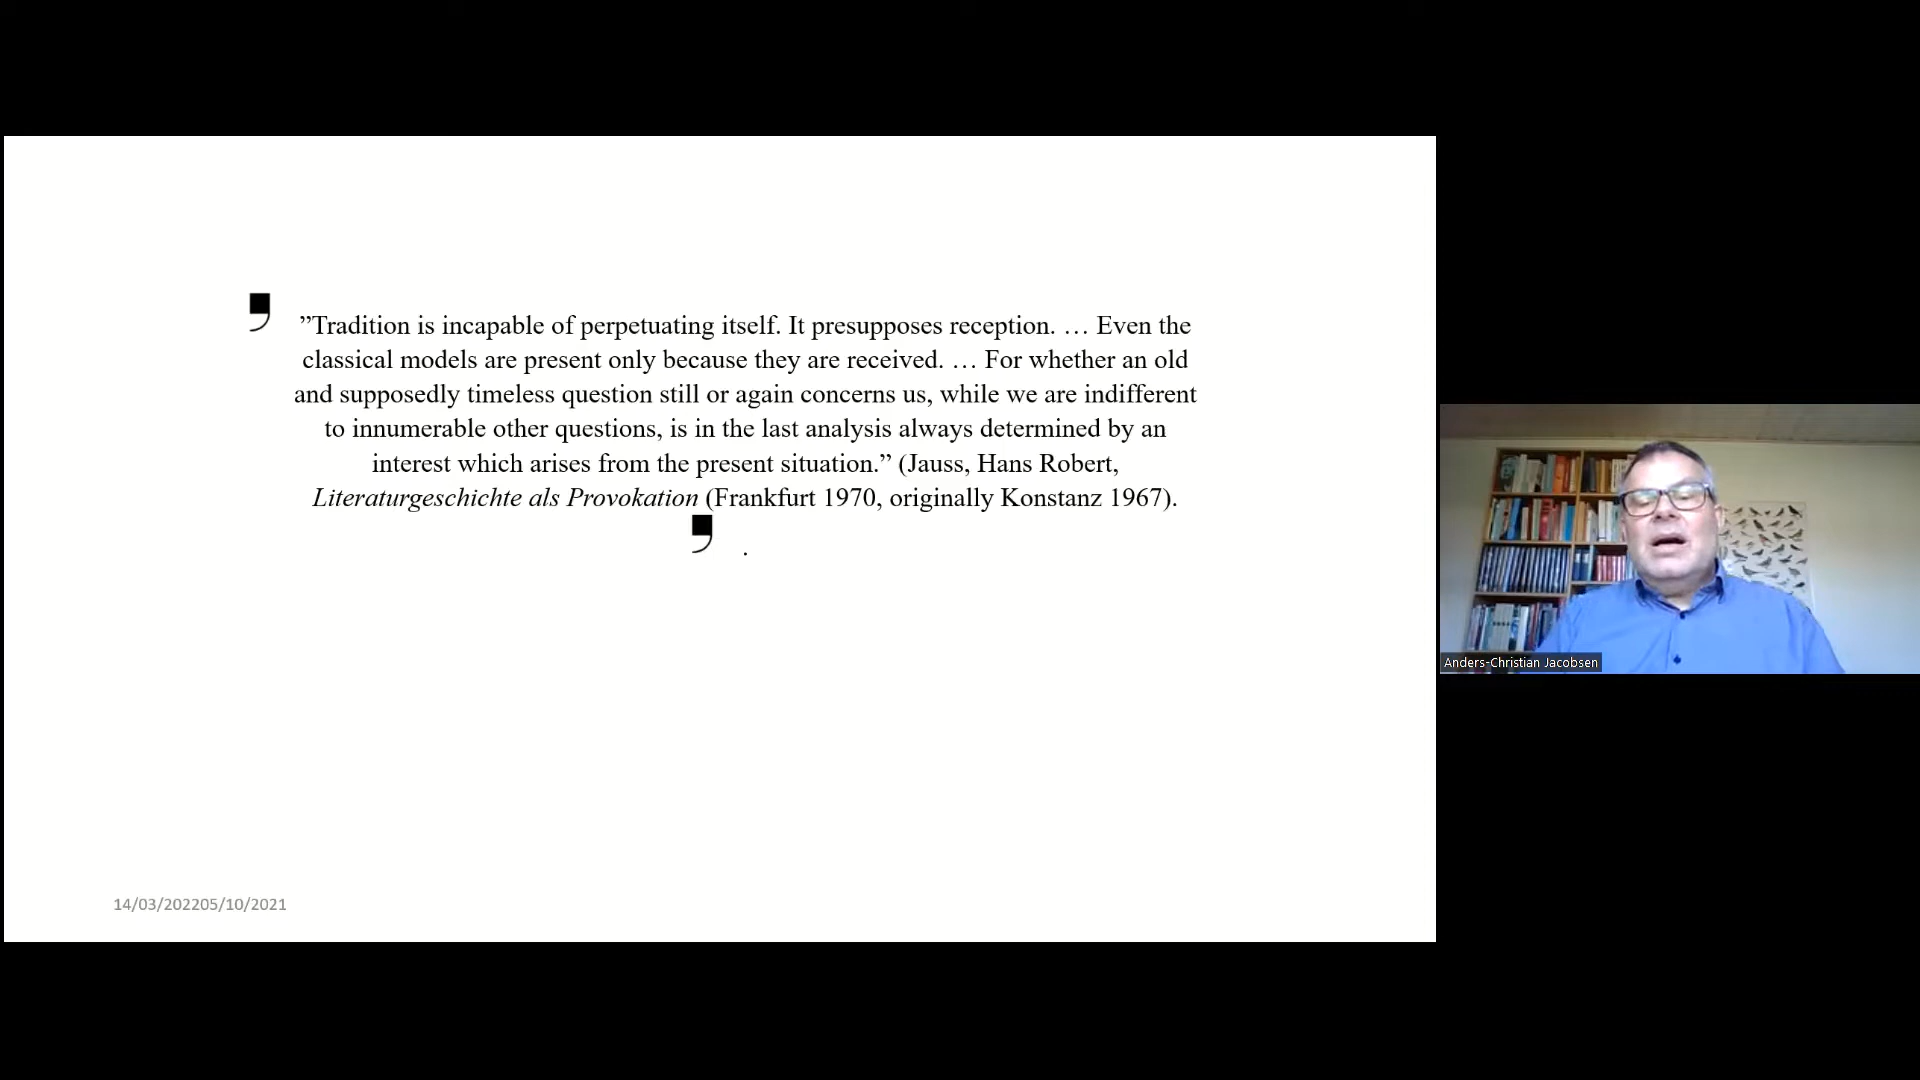 ”Tradition is incapable of perpetuating itself. It presupposes reception. … Even the
classical models are present only because they are received. … For whether an old
and supposedly timeless question still or again concerns us, while we are indifferent
to innumerable other questions, is in the last analysis always determined by an
interest which arises from the present situation.” (Jauss, Hans Robert,
Literaturgeschichte als Provokation (Frankfurt 1970, originally Konstanz 1967).
.
14/03/202205/10/2021
Anders-Christian Jacobsen